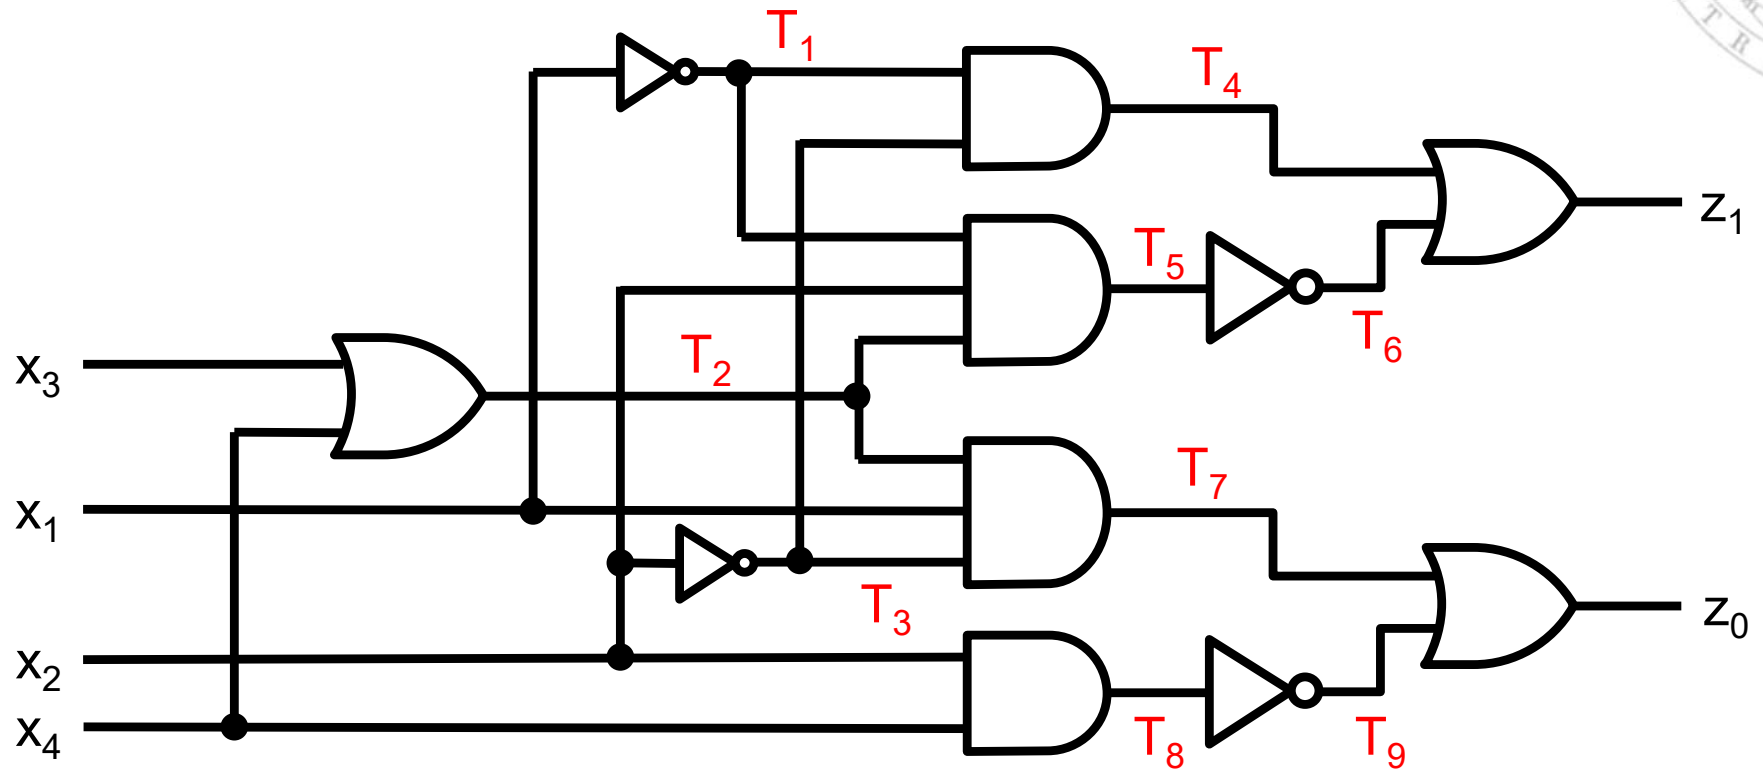 T₁
T₄
z₁
T₅
T₆
T₂
x₃
T₇
x₁
T₃
z₀
x₂
x₄
T₈
T₉
T R